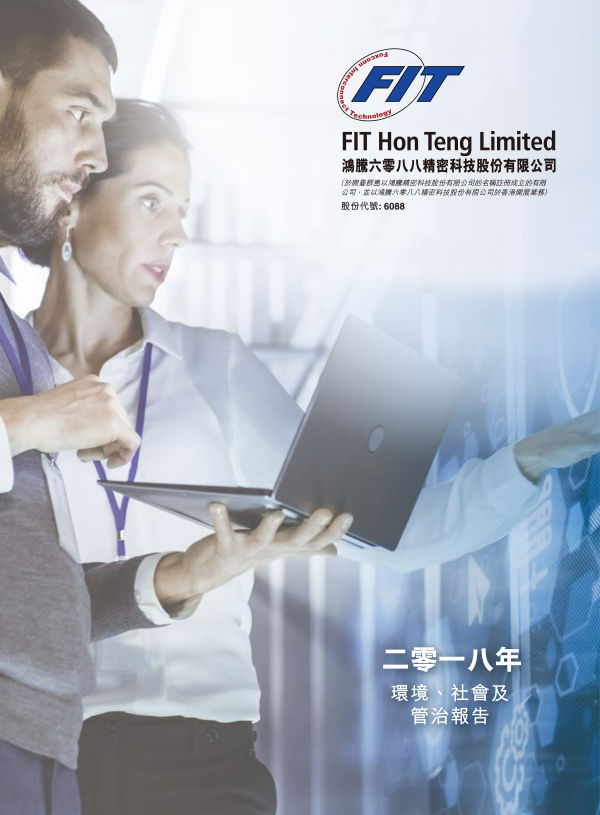 Foxconn Interconnect Technology
FIT
FIT Hon Teng Limited
鴻騰六零八八精密科技股份有限公司
(於開曼群島以鴻騰精密科技股份有限公司的名稱註冊成立的有限
公司，並以鴻騰六零八八精密科技股份有限公司於香港開展業務)
股份代號: 6088
二零一八年
環境、社會及
管治報告